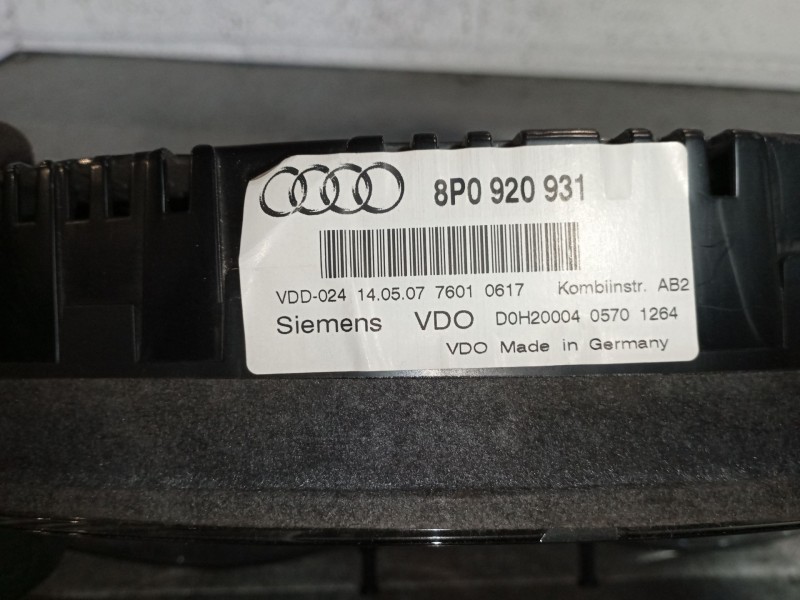 8P0 920 931
VDD-024 14.05.07 7601 0617 Kombiinstr. AB2
Siemens VDO D0H20004 0570 1264
VDO Made in Germany